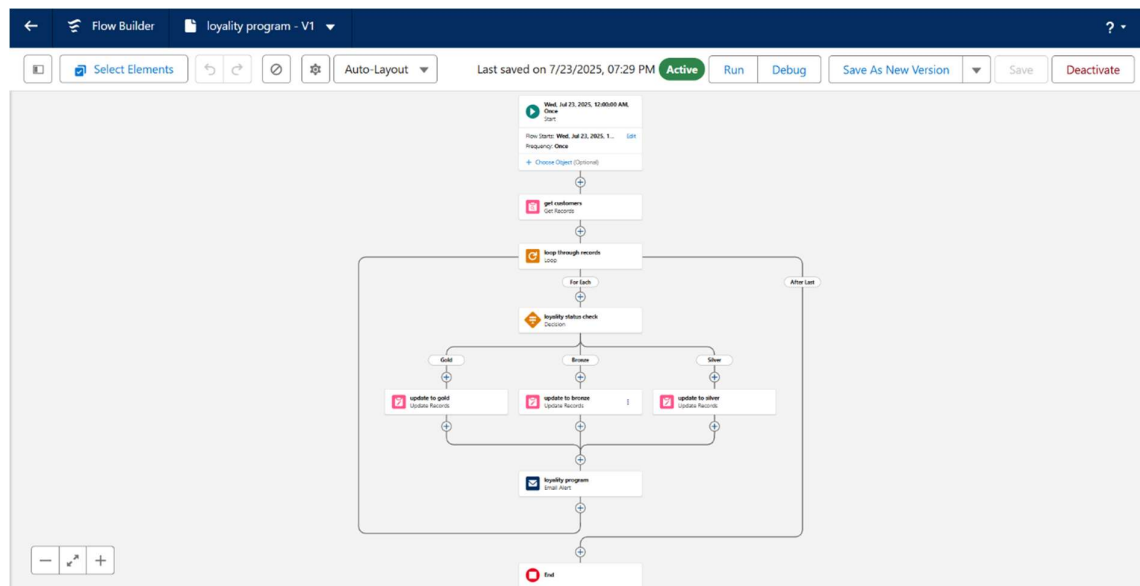 Flow Builder
loyality program - V1
?
Select Elements
Auto-Layout
Last saved on 7/23/2025, 07:29 PM
Active
Run
Debug
Save As New Version
Save
Deactivate
Wed, Jul 23, 2025, 12:00:00 AM,
Once
Start
Flow Starts: Wed, Jul 23, 2025, 1...
Edit
Frequency: Once
+ Choose Object (Optional)
get customers
Get Records
loop through records
Loop
For Each
After Last
loyality status check
Decision
Gold
Bronze
Silver
update to gold
Update Records
update to bronze
Update Records
update to silver
Update Records
loyality program
Email Alert
End